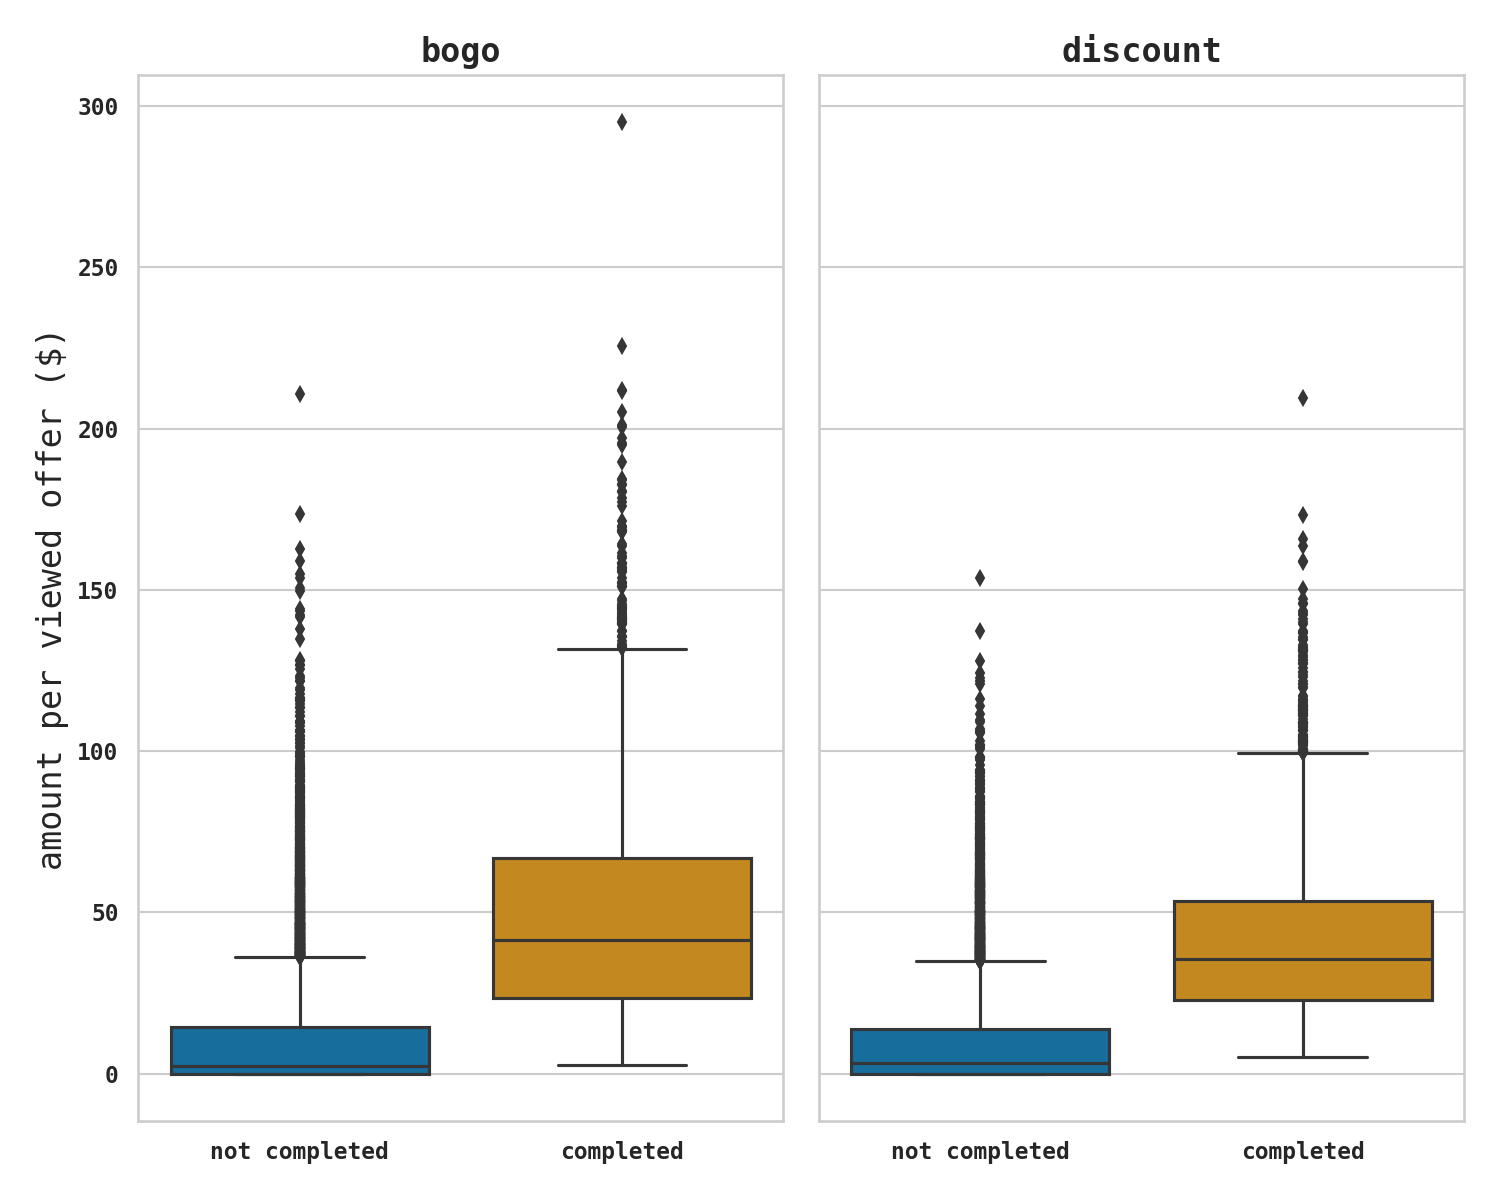 bogo
discount
amount per viewed offer ($)
300
250
200
150
100
50
0
not completed
completed
not completed
completed